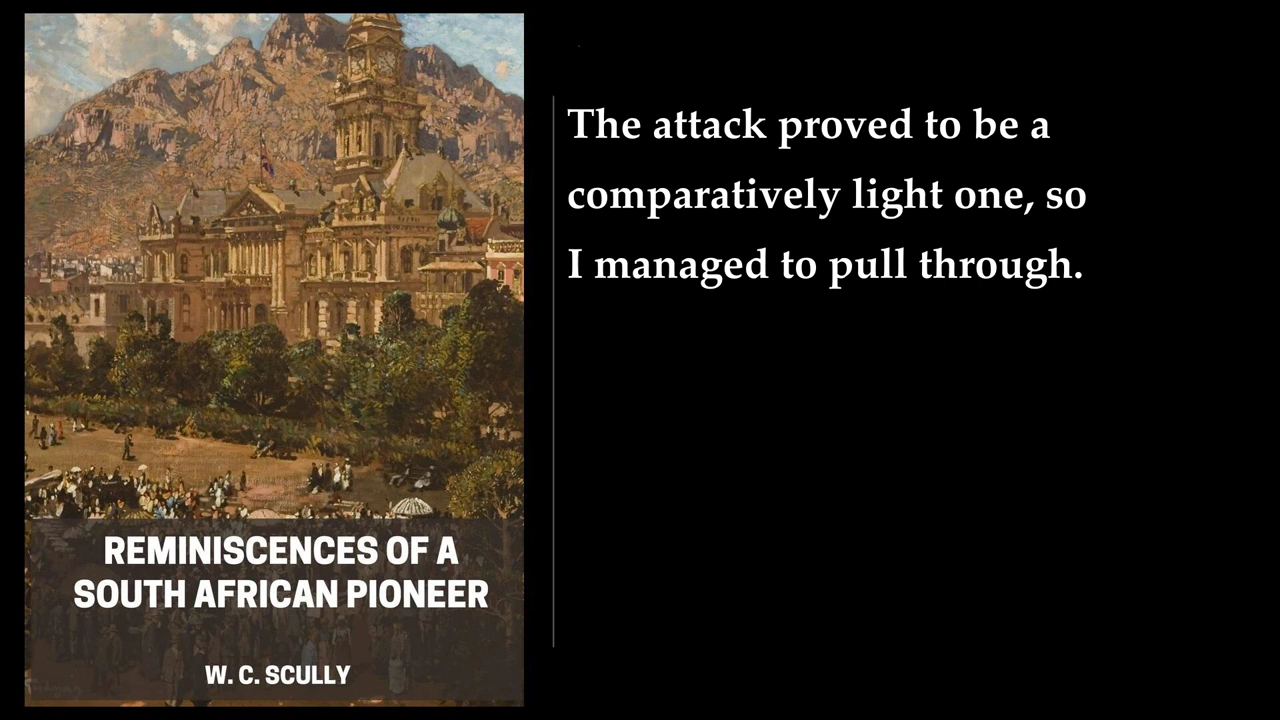 The attack proved to be a
comparatively light one, so
I managed to pull through.
REMINISCENCES OF A
SOUTH AFRICAN PIONEER
W. C. SCULLY